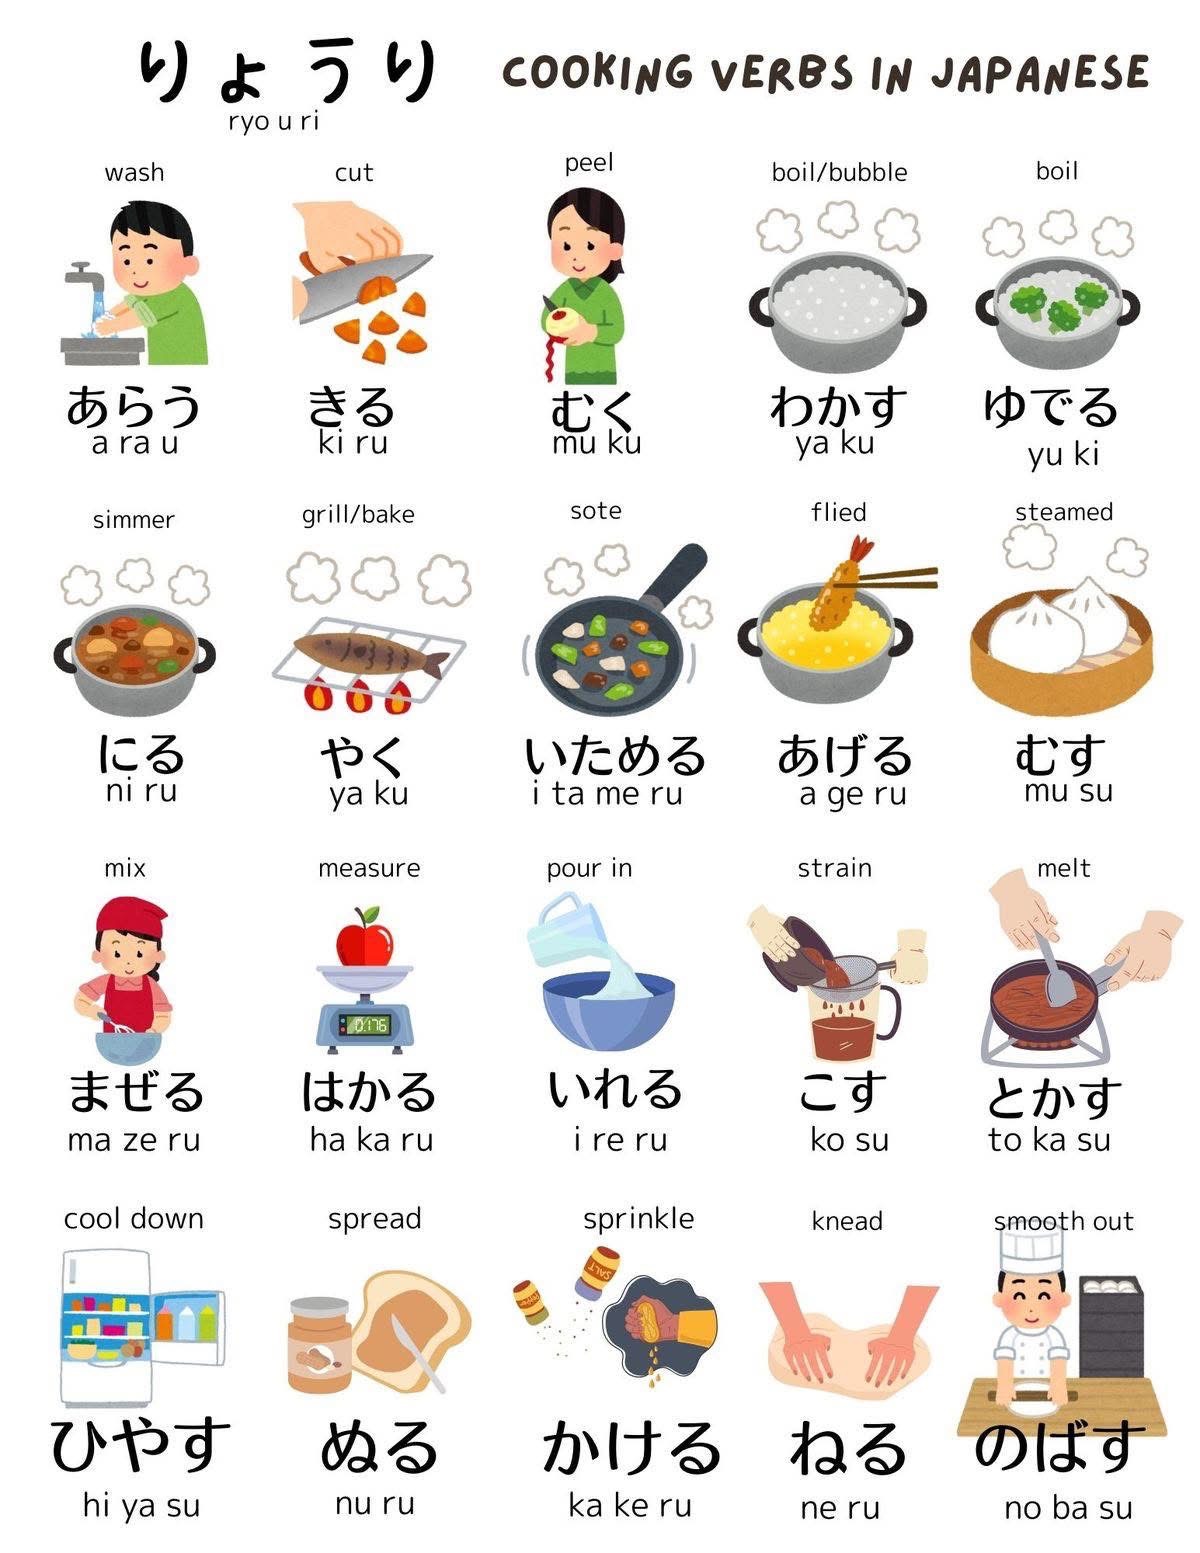 りょうり COOKING VERBS IN JAPANESE
ryo u ri
wash cut peel boil/bubble boil
あらう きる むく わかす ゆでる
a ra u ki ru mu ku ya ku yu ki
simmer grill/bake sote flied steamed
にる やく いためる あげる むす
ni ru ya ku i ta me ru a ge ru mu su
mix measure pour in strain melt
0.176
まぜる はかる いれる こす とかす
ma ze ru ha ka ru i re ru ko su to ka su
cool down spread sprinkle knead smooth out
SALT
PEPPER
ひやす ぬる かける ねる のばす
hi ya su nu ru ka ke ru ne ru no ba su